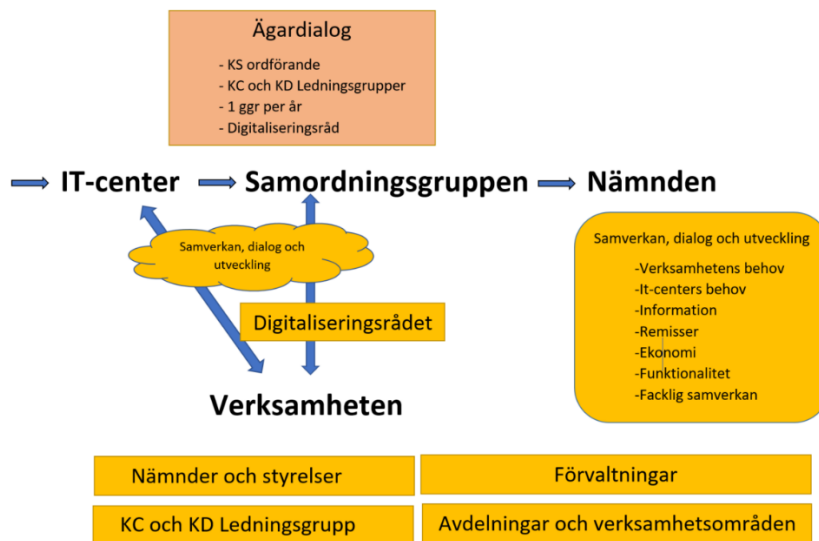 Ägardialog
- KS ordförande
- KC och KD Ledningsgrupper
- 1 ggr per år
- Digitaliseringsråd
IT-center
Samordningsgruppen
Nämnden
Samverkan, dialog och
utveckling
Digitaliseringsrådet
Verksamheten
Samverkan, dialog och utveckling
-Verksamhetens behov
-It-centers behov
-Information
-Remisser
-Ekonomi
-Funktionalitet
-Facklig samverkan
Nämnder och styrelser
Förvaltningar
KC och KD Ledningsgrupp
Avdelningar och verksamhetsområden